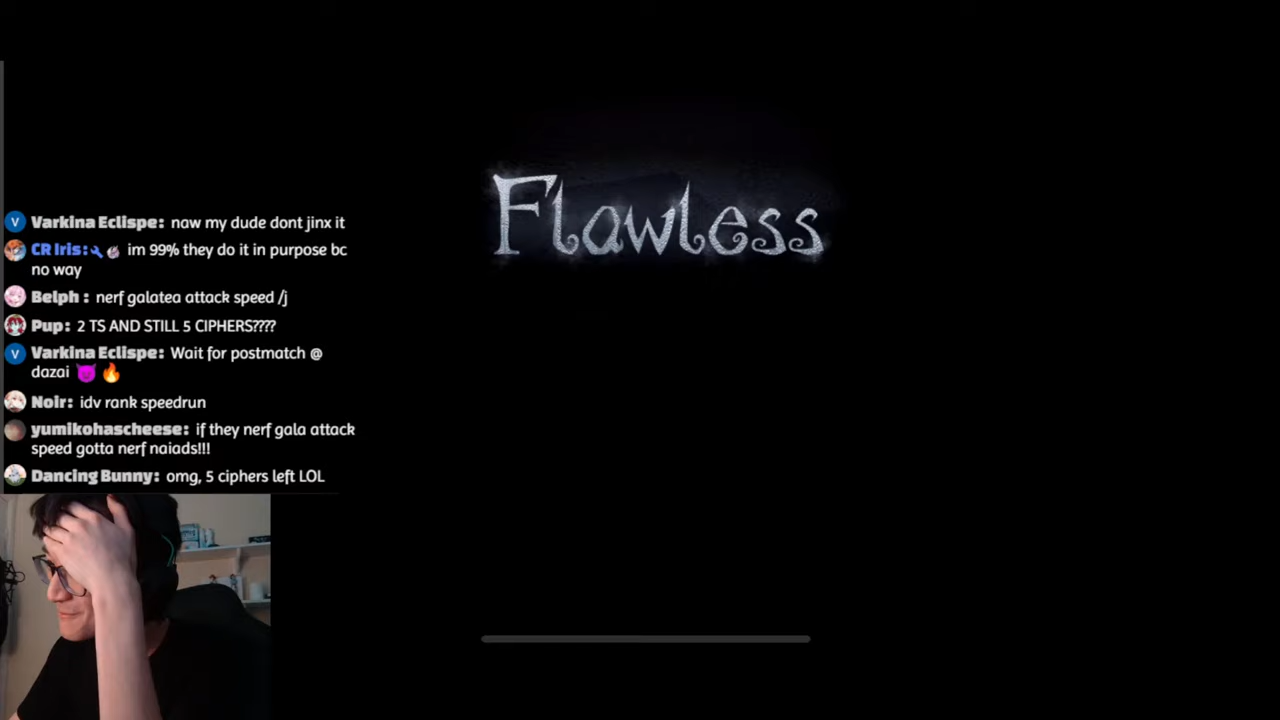 Flawless
V Varkina Eclispe: naw my dude dont jinx it
CR Iris: im 99% they do it in purpose bc
no way
Belph : nerf galatea attack speed /j
Pup: 2 TS AND STILL 5 CIPHERS????
V Varkina Eclispe: Wait for postmatch @
dazai 😈 🔥
Noir: idv rank speedrun
yumikohascheese: if they nerf gala attack
speed gotta nerf naiads!!!
Dancing Bunny: omg, 5 ciphers left LOL